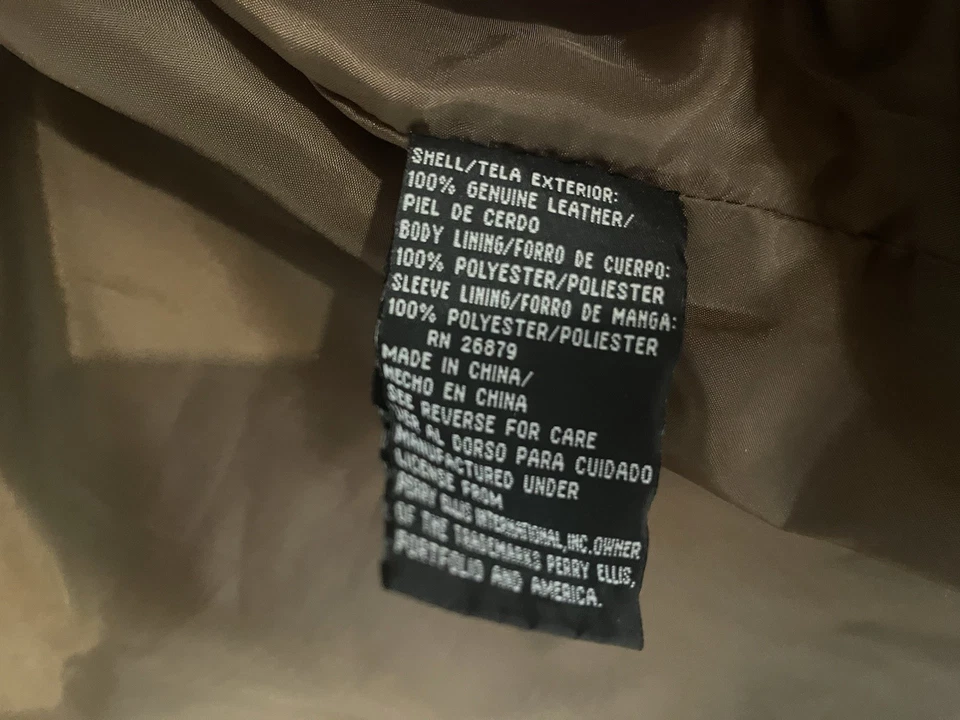 SHELL/TELA EXTERIOR:
100% GENUINE LEATHER/
PIEL DE CERDO
BODY LINING/FORRO DE CUERPO:
100% POLYESTER/POLIESTER
SLEEVE LINING/FORRO DE MANGA:
100% POLYESTER/POLIESTER
RN 26879
MADE IN CHINA/
HECHO EN CHINA
SEE REVERSE FOR CARE
VER AL DORSO PARA CUIDADO
MANUFACTURED UNDER
LICENSE FROM
PERRY ELLIS INTERNATIONAL,INC.OWNER
OF THE TRADEMARKS PERRY ELLIS,
PORTFOLIO AND AMERICA.